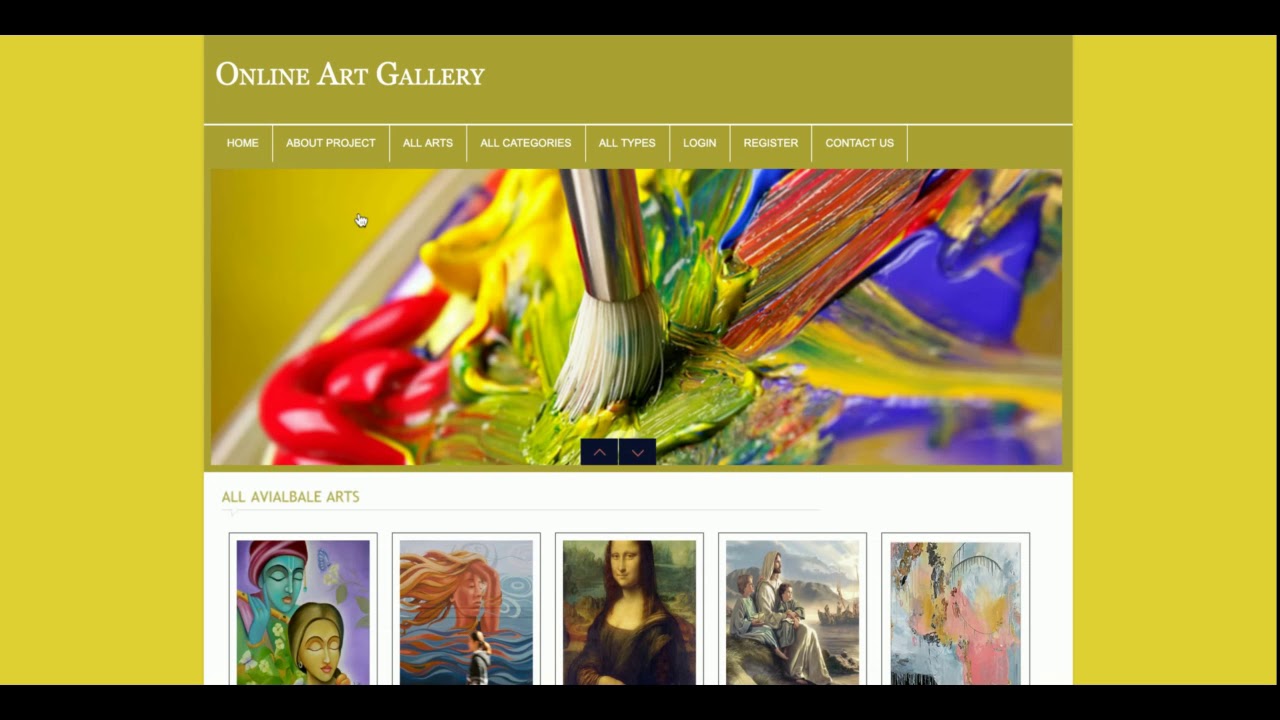 Online Art Gallery
HOME ABOUT PROJECT ALL ARTS ALL CATEGORIES ALL TYPES LOGIN REGISTER CONTACT US
ALL AVIALBALE ARTS